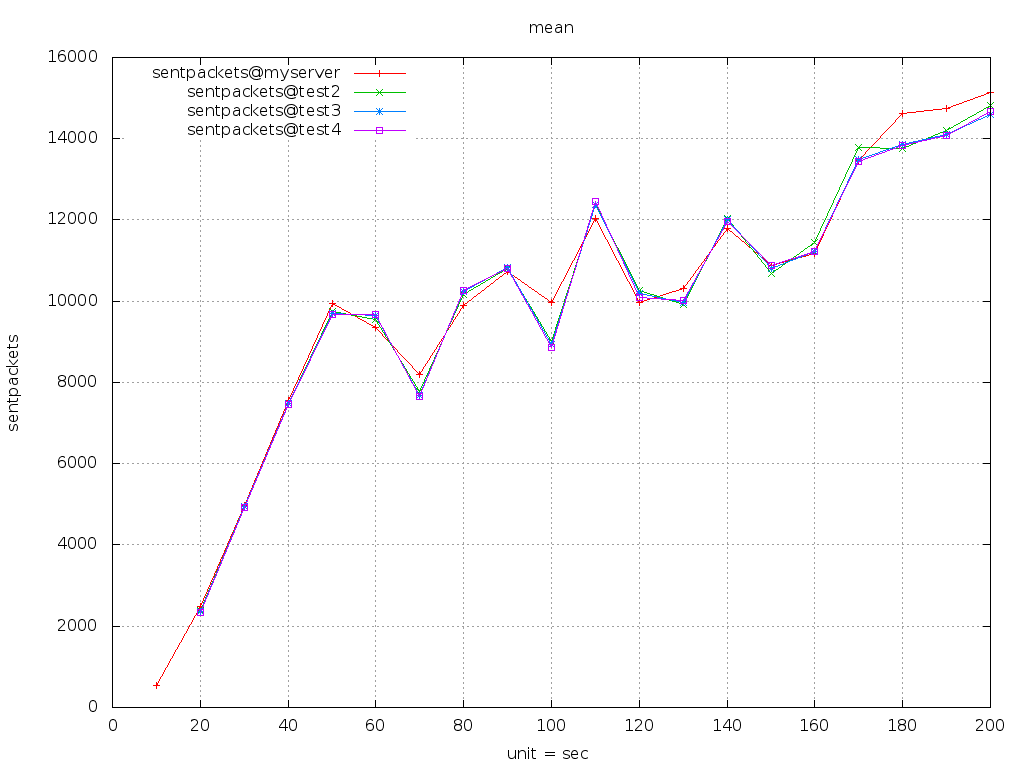 mean
16000
14000
12000
10000
8000
6000
4000
2000
0
sentpackets
sentpackets@myserver
sentpackets@test2
sentpackets@test3
sentpackets@test4
0 20 40 60 80 100 120 140 160 180 200
unit = sec